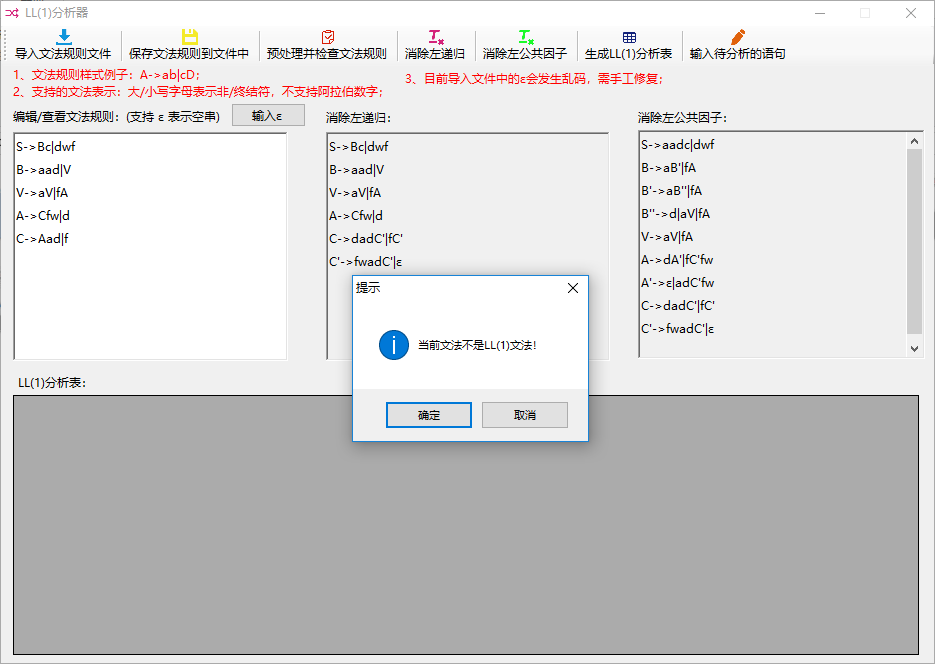 LL(1)分析器
导入文法规则文件 保存文法规则到文件中 预处理并检查文法规则 消除左递归 消除左公共因子 生成LL(1)分析表 输入待分析的语句
1、文法规则样式例子：A->ab|cD;
2、支持的文法表示：大/小写字母表示非/终结符，不支持阿拉伯数字；
3、目前导入文件中的ε会发生乱码，需手工修复；
编辑/查看文法规则：(支持 ε 表示空串)
输入ε
S->Bc|dwf
B->aad|V
V->aV|fA
A->Cfw|d
C->Aad|f
消除左递归：
S->Bc|dwf
B->aad|V
V->aV|fA
A->Cfw|d
C->dadC'|fC'
C'->fwadC'|ε
消除左公共因子：
S->aadc|dwf
B->aB'|fA
B'->aB''|fA
B''->d|aV|fA
V->aV|fA
A->dA'|fC'fw
A'->ε|adC'fw
C->dadC'|fC'
C'->fwadC'|ε
提示
当前文法不是LL(1)文法！
确定
取消
LL(1)分析表：